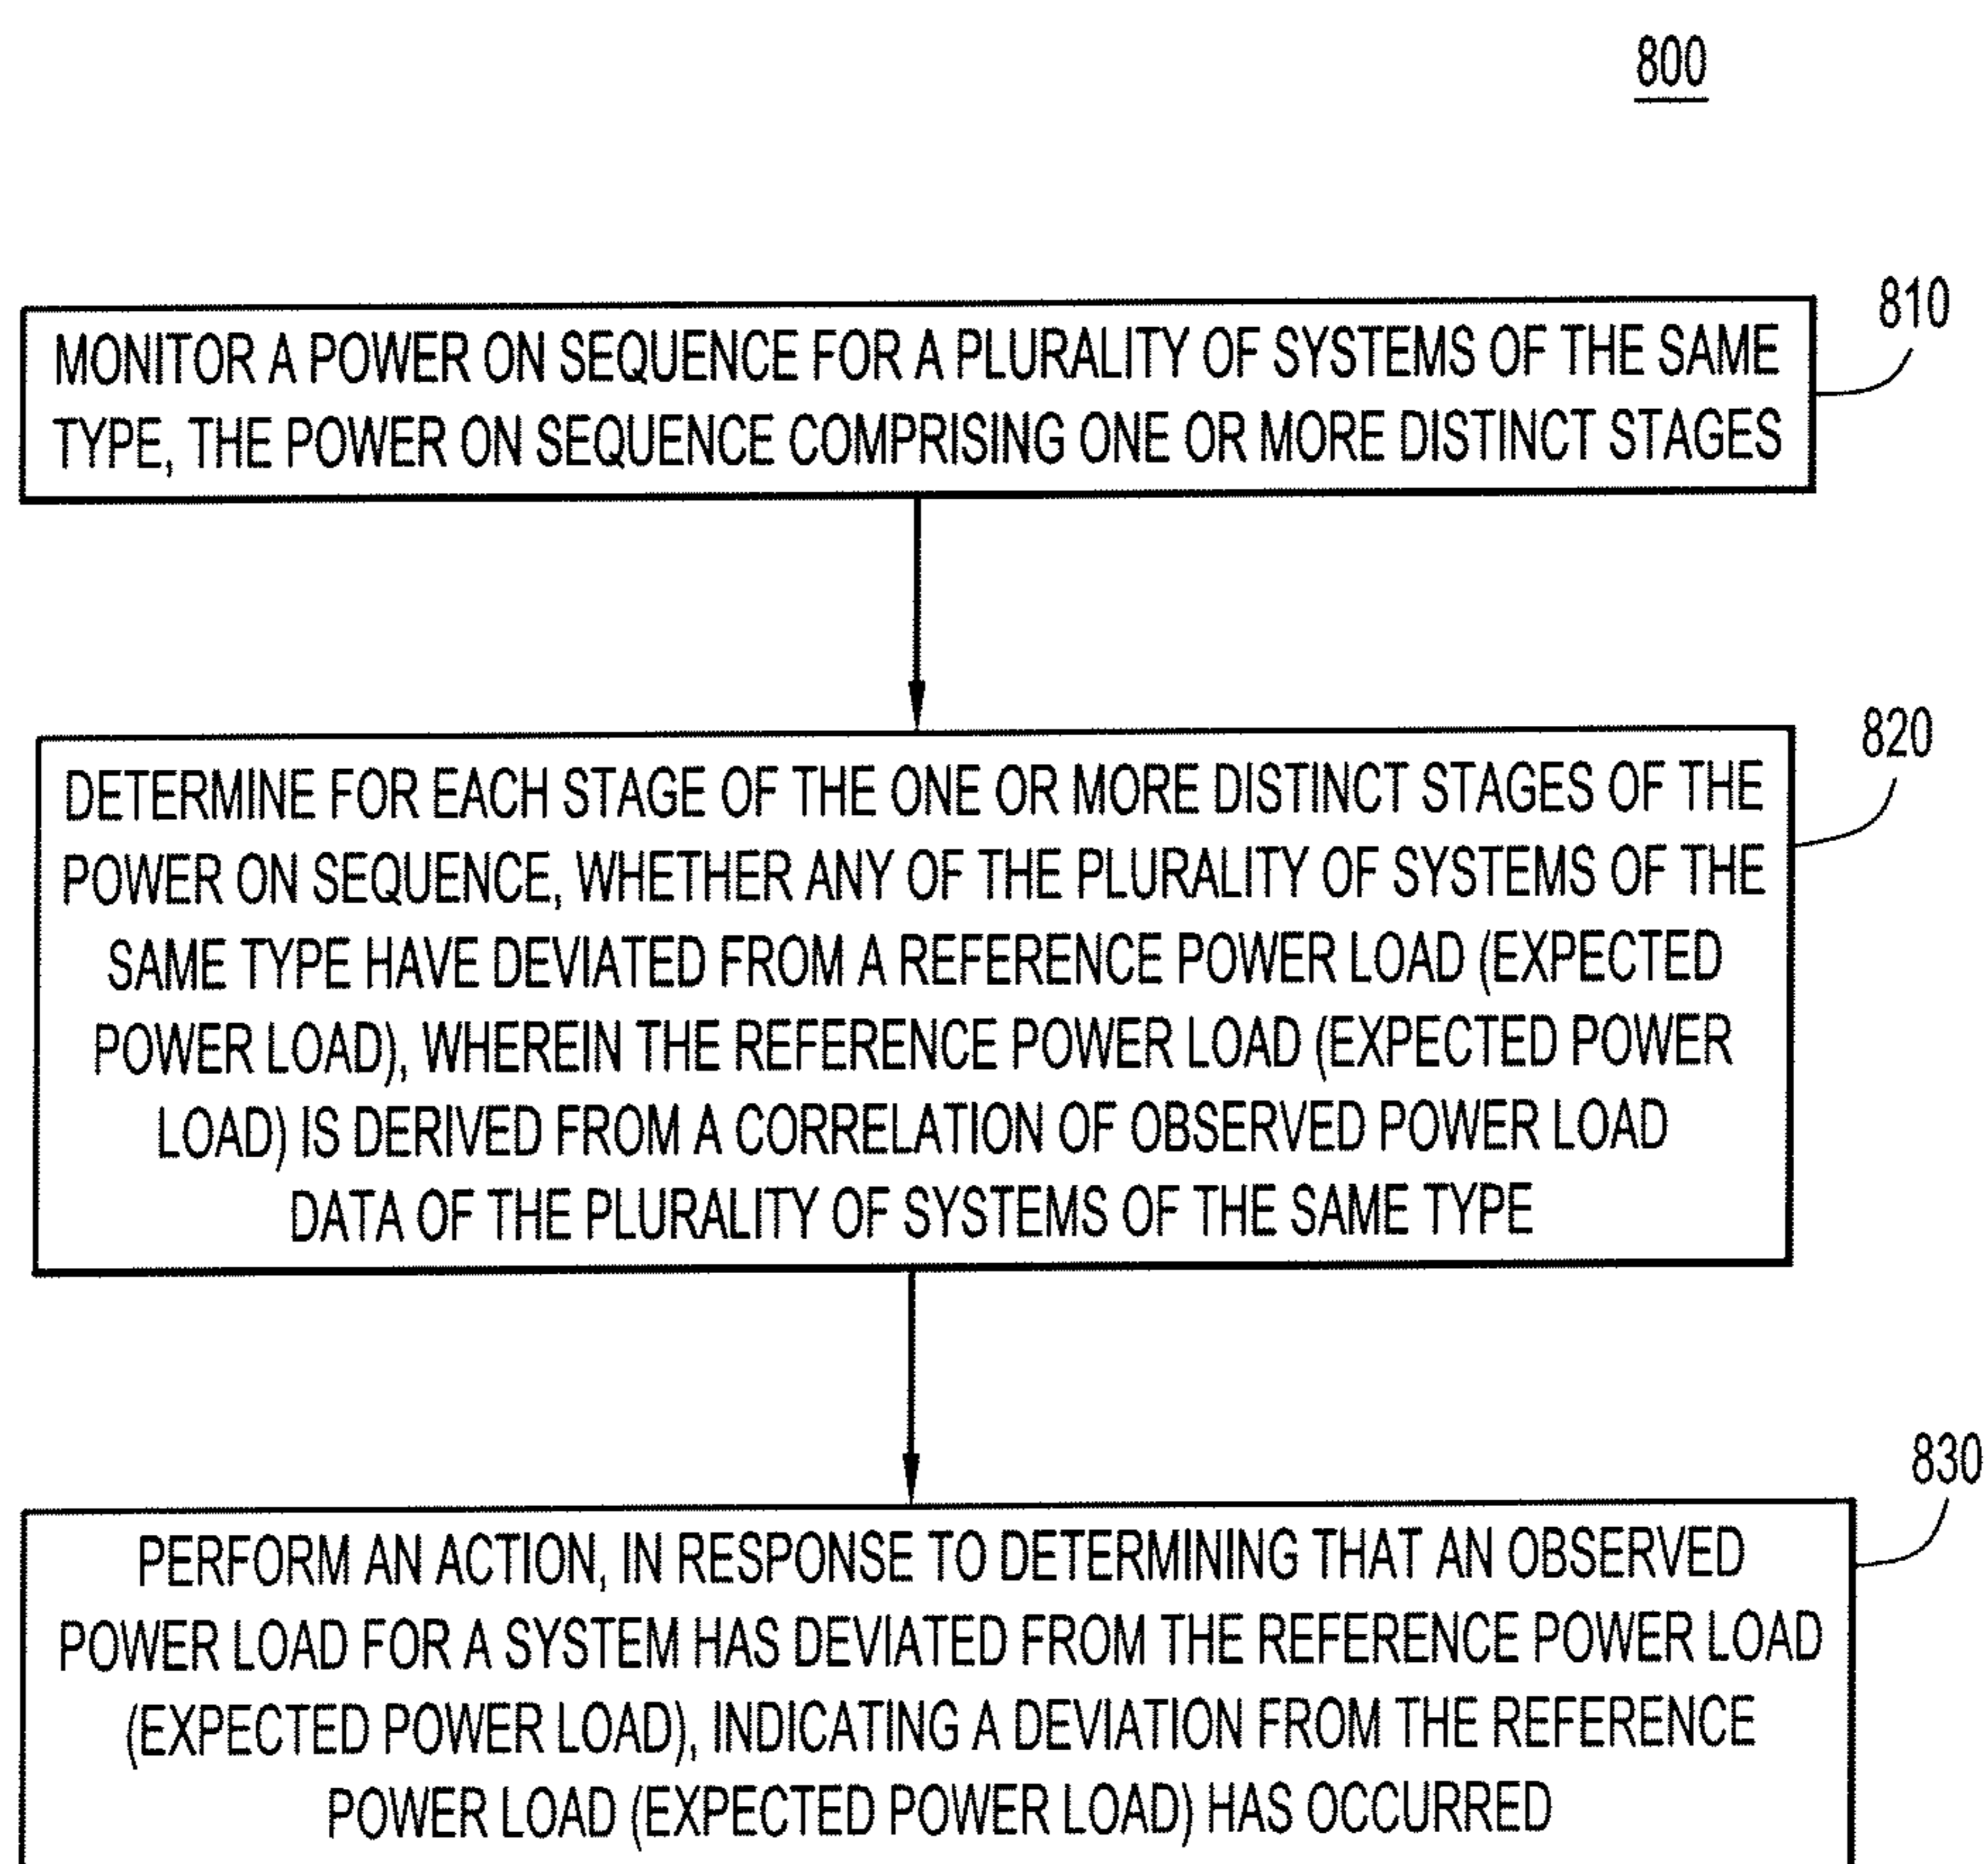 800
810
MONITOR A POWER ON SEQUENCE FOR A PLURALITY OF SYSTEMS OF THE SAME
TYPE, THE POWER ON SEQUENCE COMPRISING ONE OR MORE DISTINCT STAGES
820
DETERMINE FOR EACH STAGE OF THE ONE OR MORE DISTINCT STAGES OF THE
POWER ON SEQUENCE, WHETHER ANY OF THE PLURALITY OF SYSTEMS OF THE
SAME TYPE HAVE DEVIATED FROM A REFERENCE POWER LOAD (EXPECTED
POWER LOAD), WHEREIN THE REFERENCE POWER LOAD (EXPECTED POWER
LOAD) IS DERIVED FROM A CORRELATION OF OBSERVED POWER LOAD
DATA OF THE PLURALITY OF SYSTEMS OF THE SAME TYPE
830
PERFORM AN ACTION, IN RESPONSE TO DETERMINING THAT AN OBSERVED
POWER LOAD FOR A SYSTEM HAS DEVIATED FROM THE REFERENCE POWER LOAD
(EXPECTED POWER LOAD), INDICATING A DEVIATION FROM THE REFERENCE
POWER LOAD (EXPECTED POWER LOAD) HAS OCCURRED